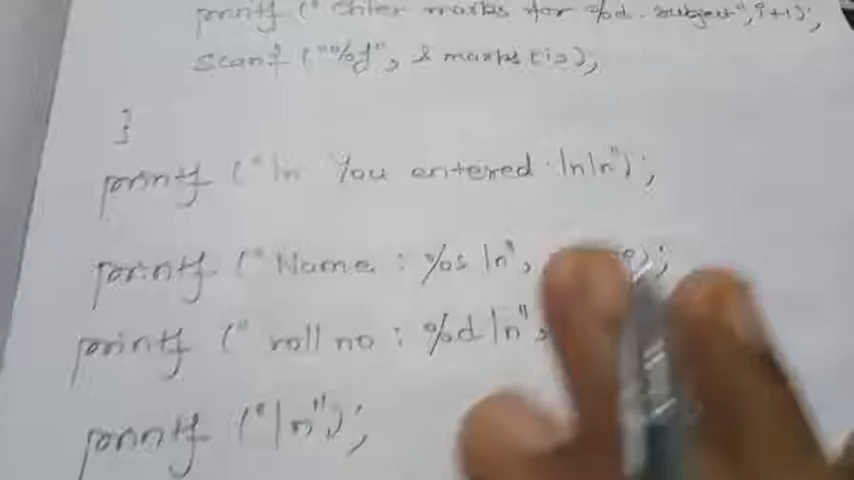 printf (" Enter marks for %d. subject", i+1);
scanf ("%f", & marks [i]);
}
printf ("\n You entered \n\n");
printf (" Name : %s \n",
printf (" roll no : %d \n",
printf ("\n");